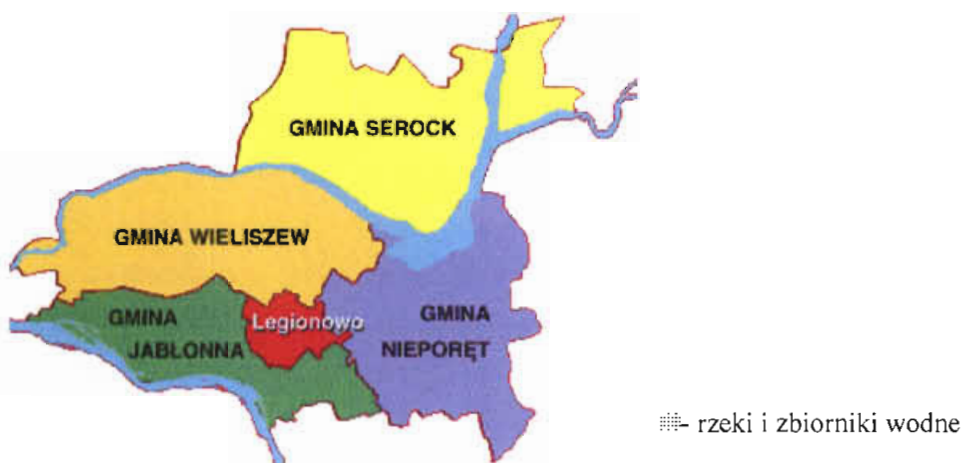 GMINA SEROCK
GMINA WIELISZEW
GMINA
JABŁONNA
Legionowo
GMINA
NIEPORĘT
- rzeki i zbiorniki wodne